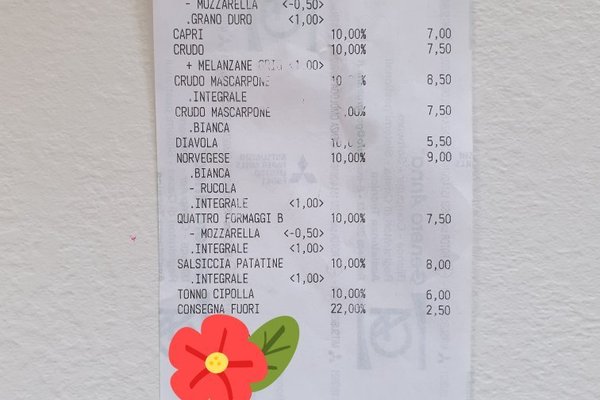 - MOZZARELLA <-0,50>
.GRANO DURO <1,00>
CAPRI 10,00% 7,00
CRUDO 10,00% 7,50
+ MELANZANE <1,00>
CRUDO MASCARPONE 8,50
.INTEGRALE
CRUDO MASCARPONE 7,50
.BIANCA
DIAVOLA 5,50
NORVEGESE 10,00% 9,00
.BIANCA
- RUCOLA
.INTEGRALE <1,00>
QUATTRO FORMAGGI B 10,00% 7,50
- MOZZARELLA <-0,50>
.INTEGRALE <1,00>
SALSICCIA PATATINE 10,00% 8,00
.INTEGRALE <1,00>
TONNO CIPOLLA 10,00% 6,00
CONSEGNA FUORI 22,00% 2,50